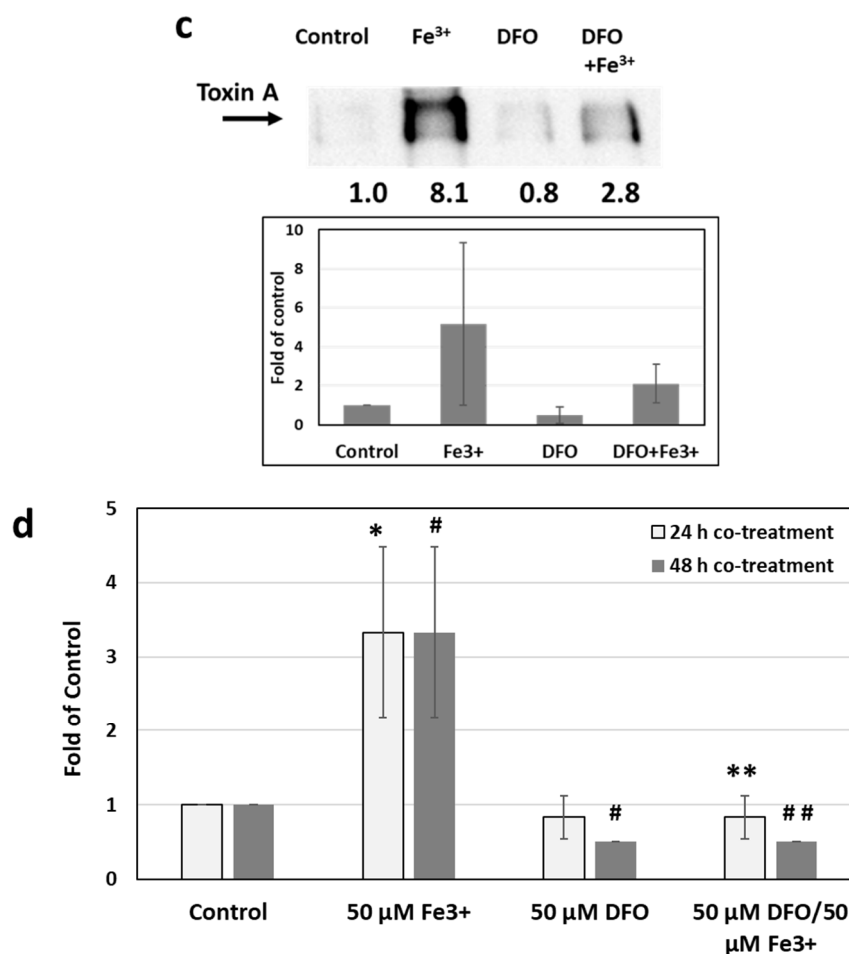 c
Control Fe³⁺ DFO DFO
+Fe³⁺
Toxin A
1.0 8.1 0.8 2.8
10
8
6
4
2
0
Fold of control
Control Fe3+ DFO DFO+Fe3+
d
5
4
3
2
1
0
Fold of Control
* #
24 h co-treatment
48 h co-treatment
#
**
# #
Control 50 µM Fe3+ 50 µM DFO 50 µM DFO/50
µM Fe3+